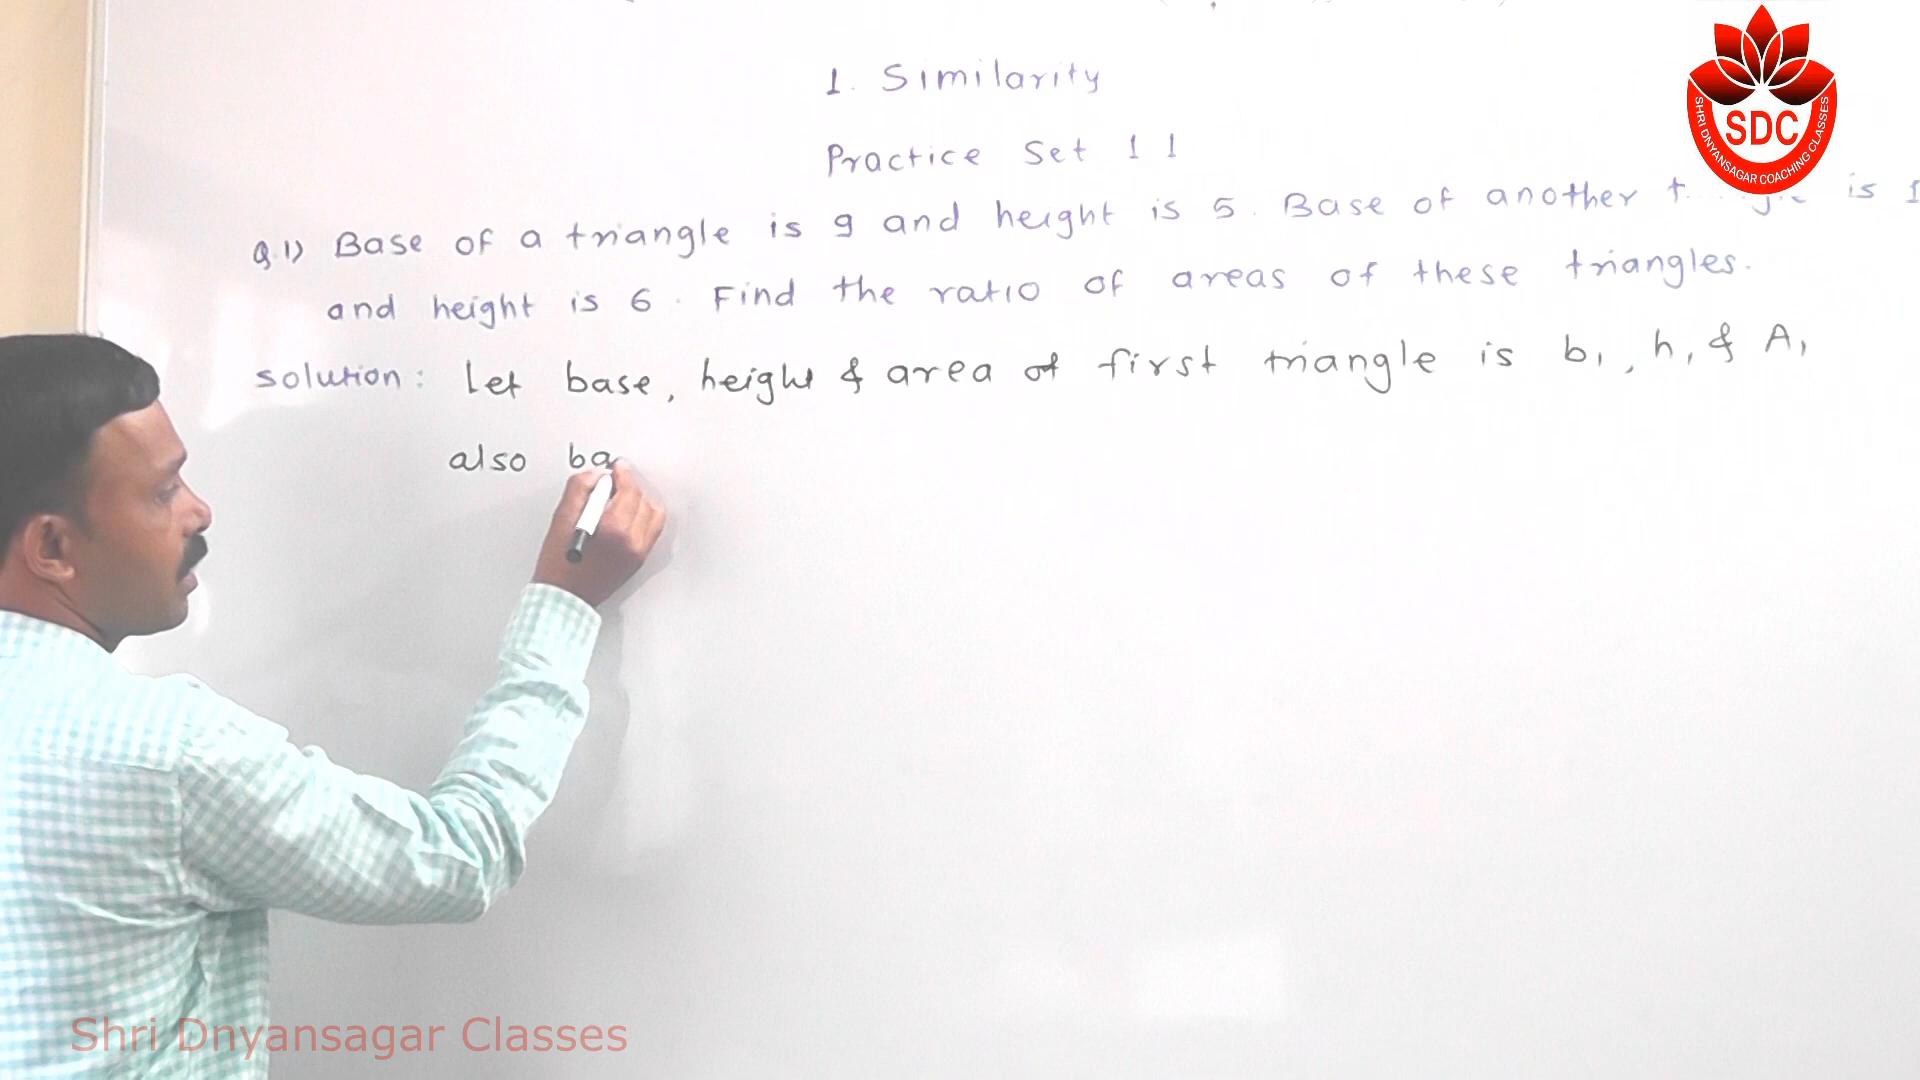 1. Similarity
Practice Set 1 1
Q.1) Base of a triangle is 9 and height is 5. Base of another is
and height is 6. Find the ratio of areas of these triangles.
Solution: Let base, height & area of first triangle is b₁, h₁ & A₁
also ba
SDC
SHRI DNYANSAGAR COACHING CLASSES
Shri Dnyansagar Classes